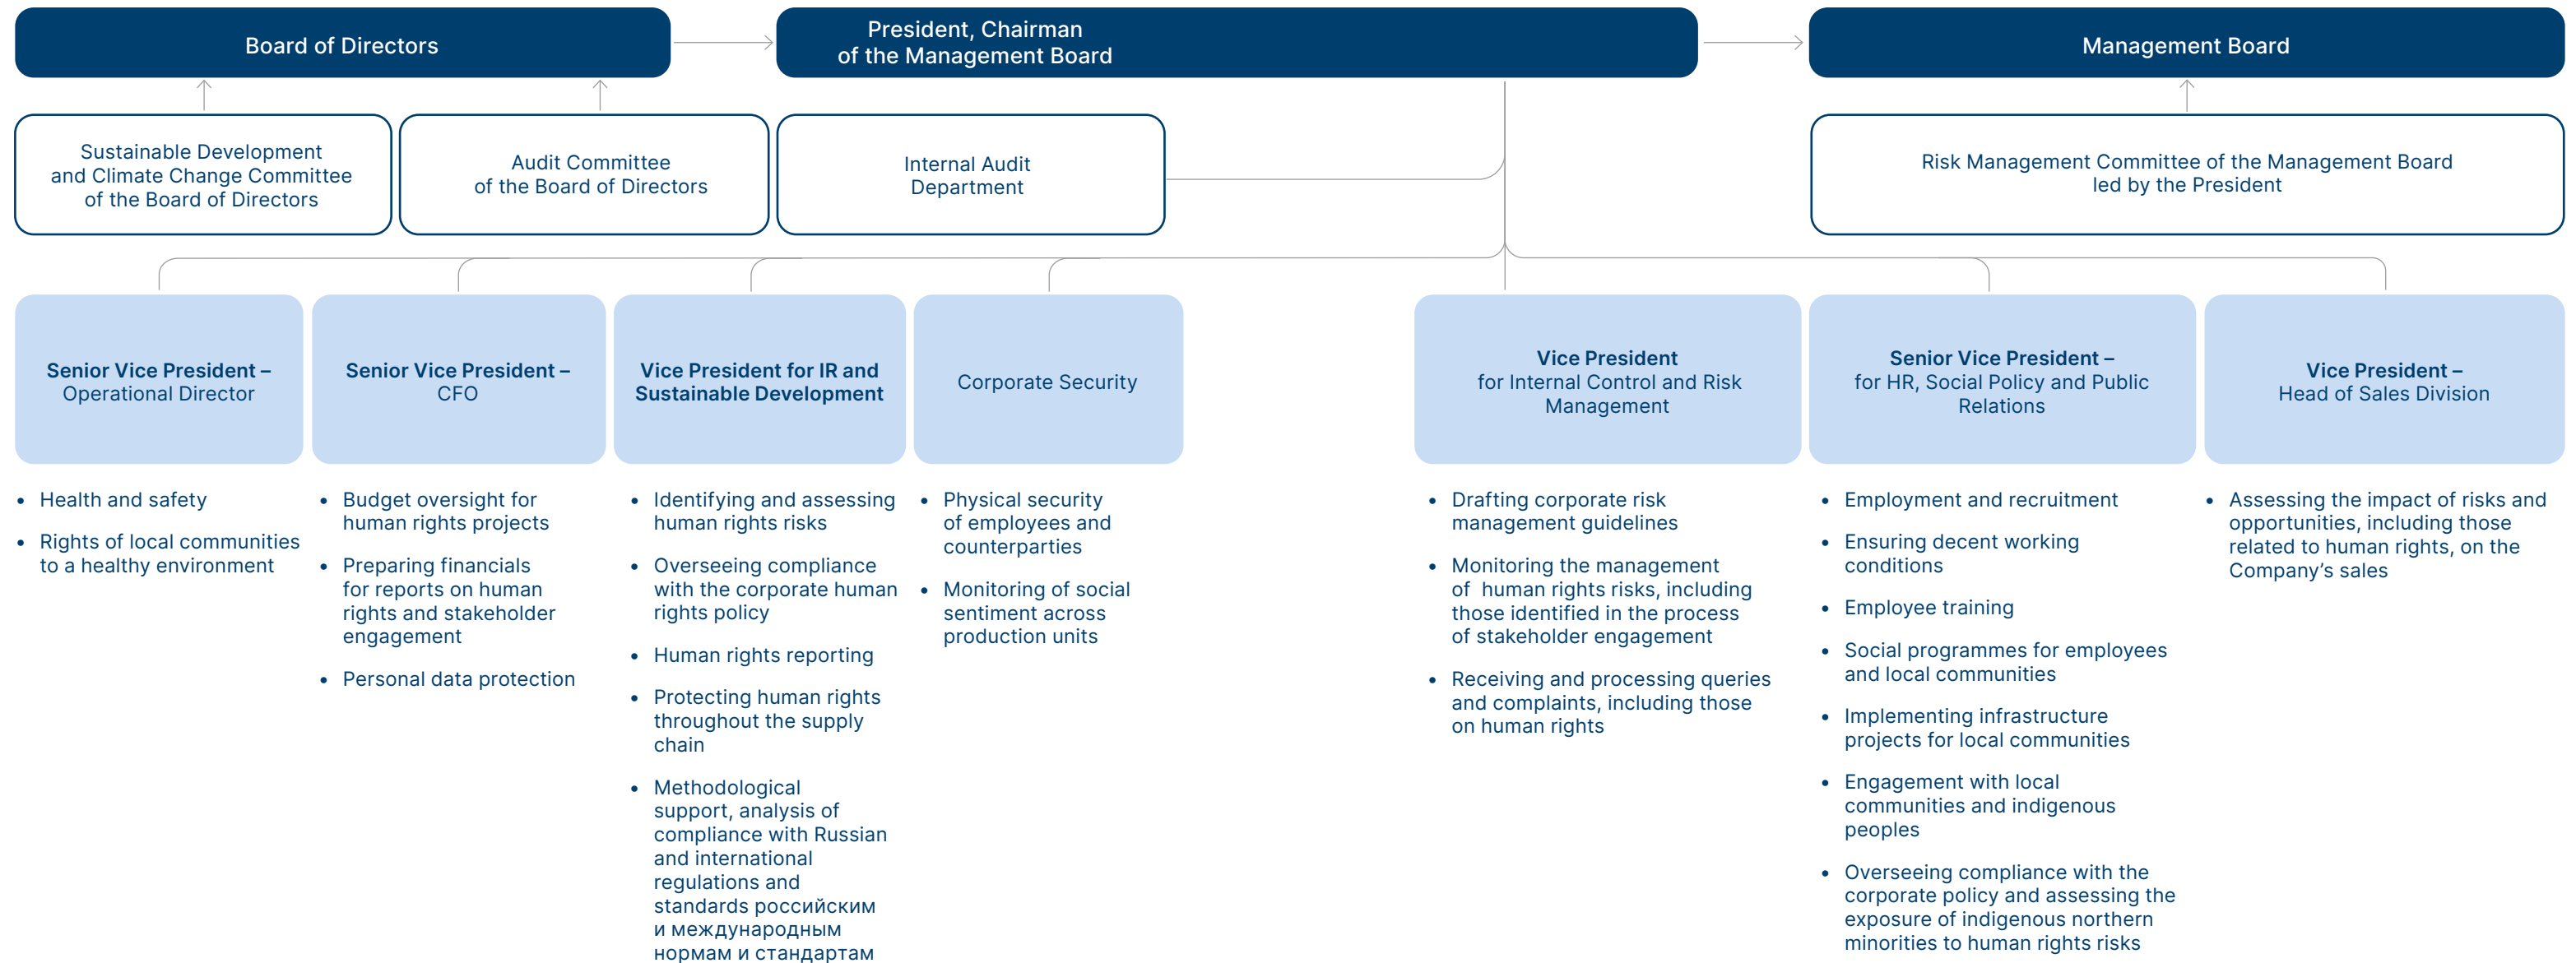 Board of Directors
President, Chairman
of the Management Board
Management Board
Sustainable Development
and Climate Change Committee
of the Board of Directors
Audit Committee
of the Board of Directors
Internal Audit
Department
Risk Management Committee of the Management Board
led by the President
Senior Vice President –
Operational Director
Senior Vice President –
CFO
Vice President for IR and
Sustainable Development
Corporate Security
Vice President
for Internal Control and Risk
Management
Senior Vice President –
for HR, Social Policy and Public
Relations
Vice President –
Head of Sales Division
• Health and safety
• Rights of local communities
to a healthy environment
• Budget oversight for
human rights projects
• Preparing financials
for reports on human
rights and stakeholder
engagement
• Personal data protection
• Identifying and assessing
human rights risks
• Overseeing compliance
with the corporate human
rights policy
• Human rights reporting
• Protecting human rights
throughout the supply
chain
• Methodological
support, analysis of
compliance with Russian
and international
regulations and
standards российским
и международным
нормам и стандартам
• Physical security
of employees and
counterparties
• Monitoring of social
sentiment across
production units
• Drafting corporate risk
management guidelines
• Monitoring the management
of  human rights risks, including
those identified in the process
of stakeholder engagement
• Receiving and processing queries
and complaints, including those
on human rights
• Employment and recruitment
• Ensuring decent working
conditions
• Employee training
• Social programmes for employees
and local communities
• Implementing infrastructure
projects for local communities
• Engagement with local
communities and indigenous
peoples
• Overseeing compliance with the
corporate policy and assessing the
exposure of indigenous northern
minorities to human rights risks
• Assessing the impact of risks and
opportunities, including those
related to human rights, on the
Company’s sales